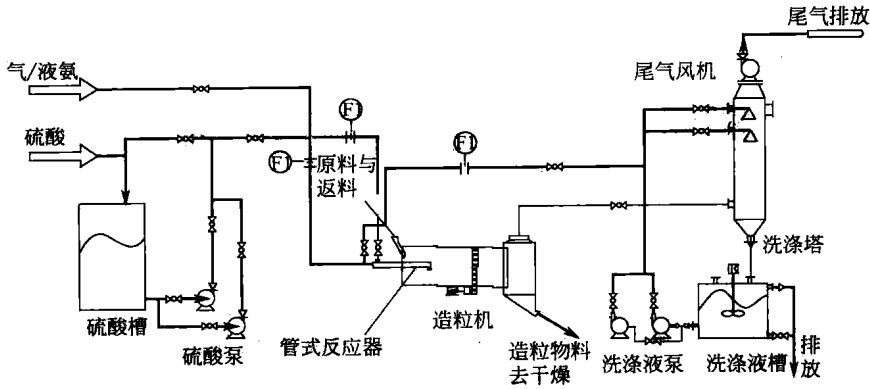 尾气排放
气/液氨
尾气风机
FI
硫酸
FI
FI
原料与
返料
洗涤塔
硫酸槽
硫酸泵
管式反应器
造粒机
造粒物料
去干燥
洗涤液泵
洗涤液槽
排放